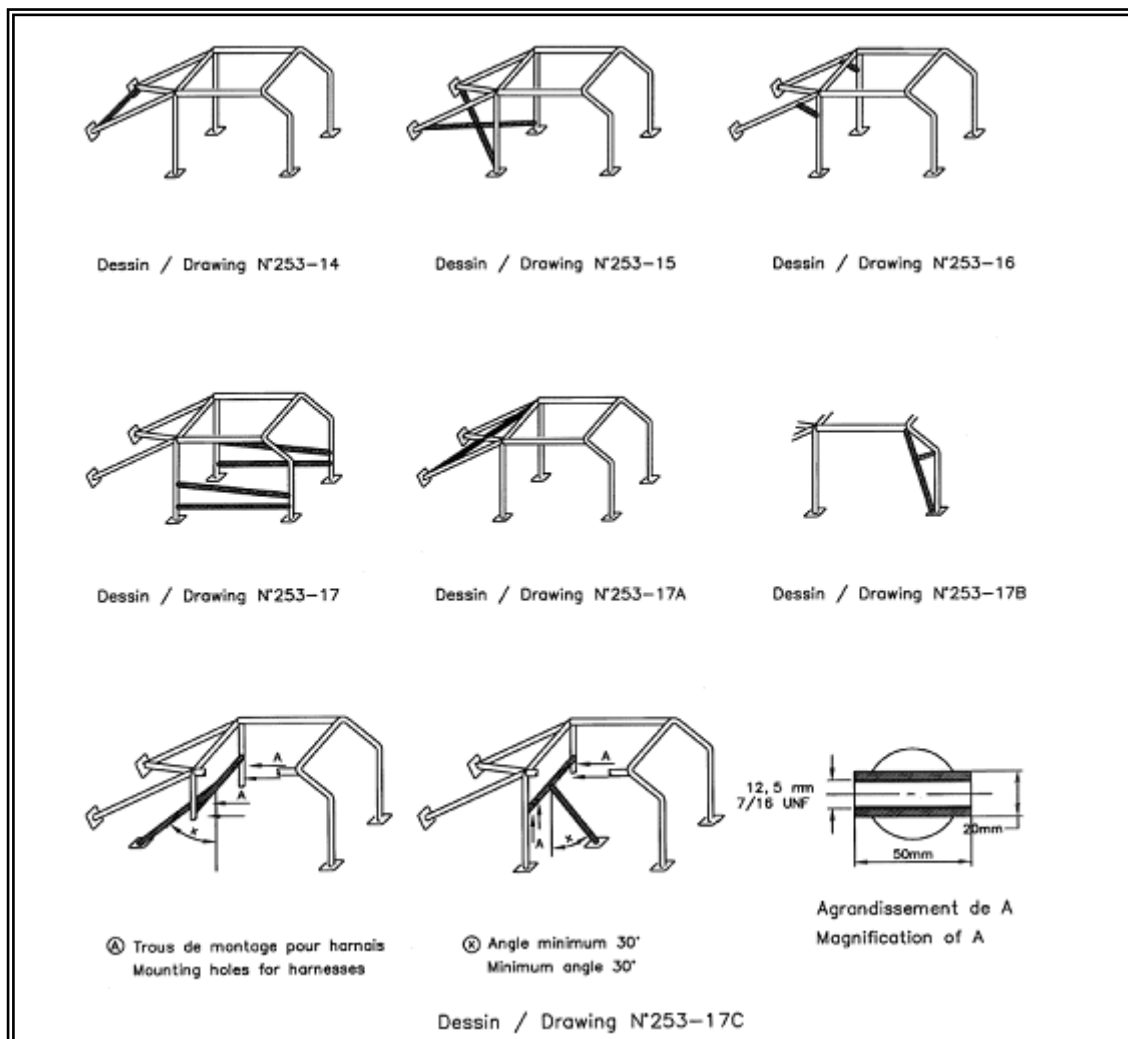 Dessin / Drawing N°253-14
Dessin / Drawing N°253-15
Dessin / Drawing N°253-16
Dessin / Drawing N°253-17
Dessin / Drawing N°253-17A
Dessin / Drawing N°253-17B
A
A
X
A
A
X
12,5 mm
7/16 UNF
20mm
50mm
Agrandissement de A
Magnification of A
Ⓐ Trous de montage pour harnais
Mounting holes for harnesses
Ⓧ Angle minimum 30°
Minimum angle 30°
Dessin / Drawing N°253-17C